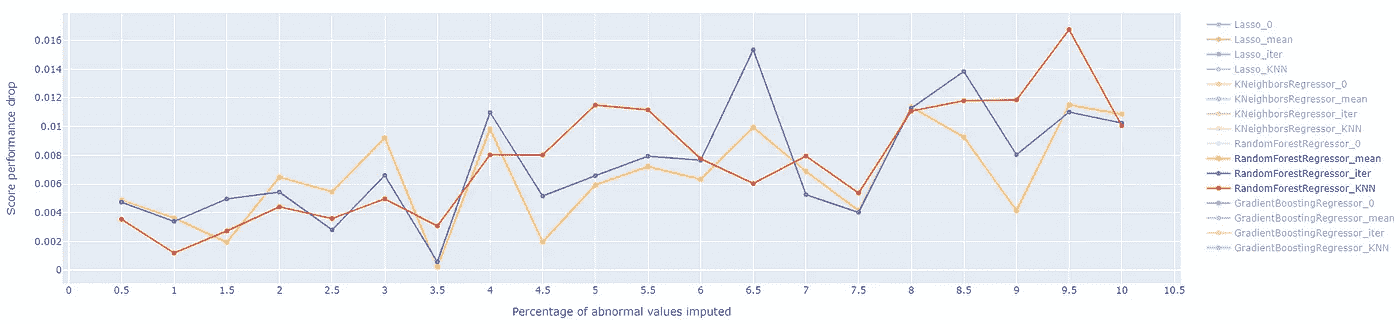 Score performance drop
0.016
0.014
0.012
0.01
0.008
0.006
0.004
0.002
0
0 0.5 1 1.5 2 2.5 3 3.5 4 4.5 5 5.5 6 6.5 7 7.5 8 8.5 9 9.5 10 10.5
Percentage of abnormal values imputed
Lasso_0
Lasso_mean
Lasso_iter
Lasso_KNN
KNeighborsRegressor_0
KNeighborsRegressor_mean
KNeighborsRegressor_iter
KNeighborsRegressor_KNN
RandomForestRegressor_0
RandomForestRegressor_mean
RandomForestRegressor_iter
RandomForestRegressor_KNN
GradientBoostingRegressor_0
GradientBoostingRegressor_mean
GradientBoostingRegressor_iter
GradientBoostingRegressor_KNN